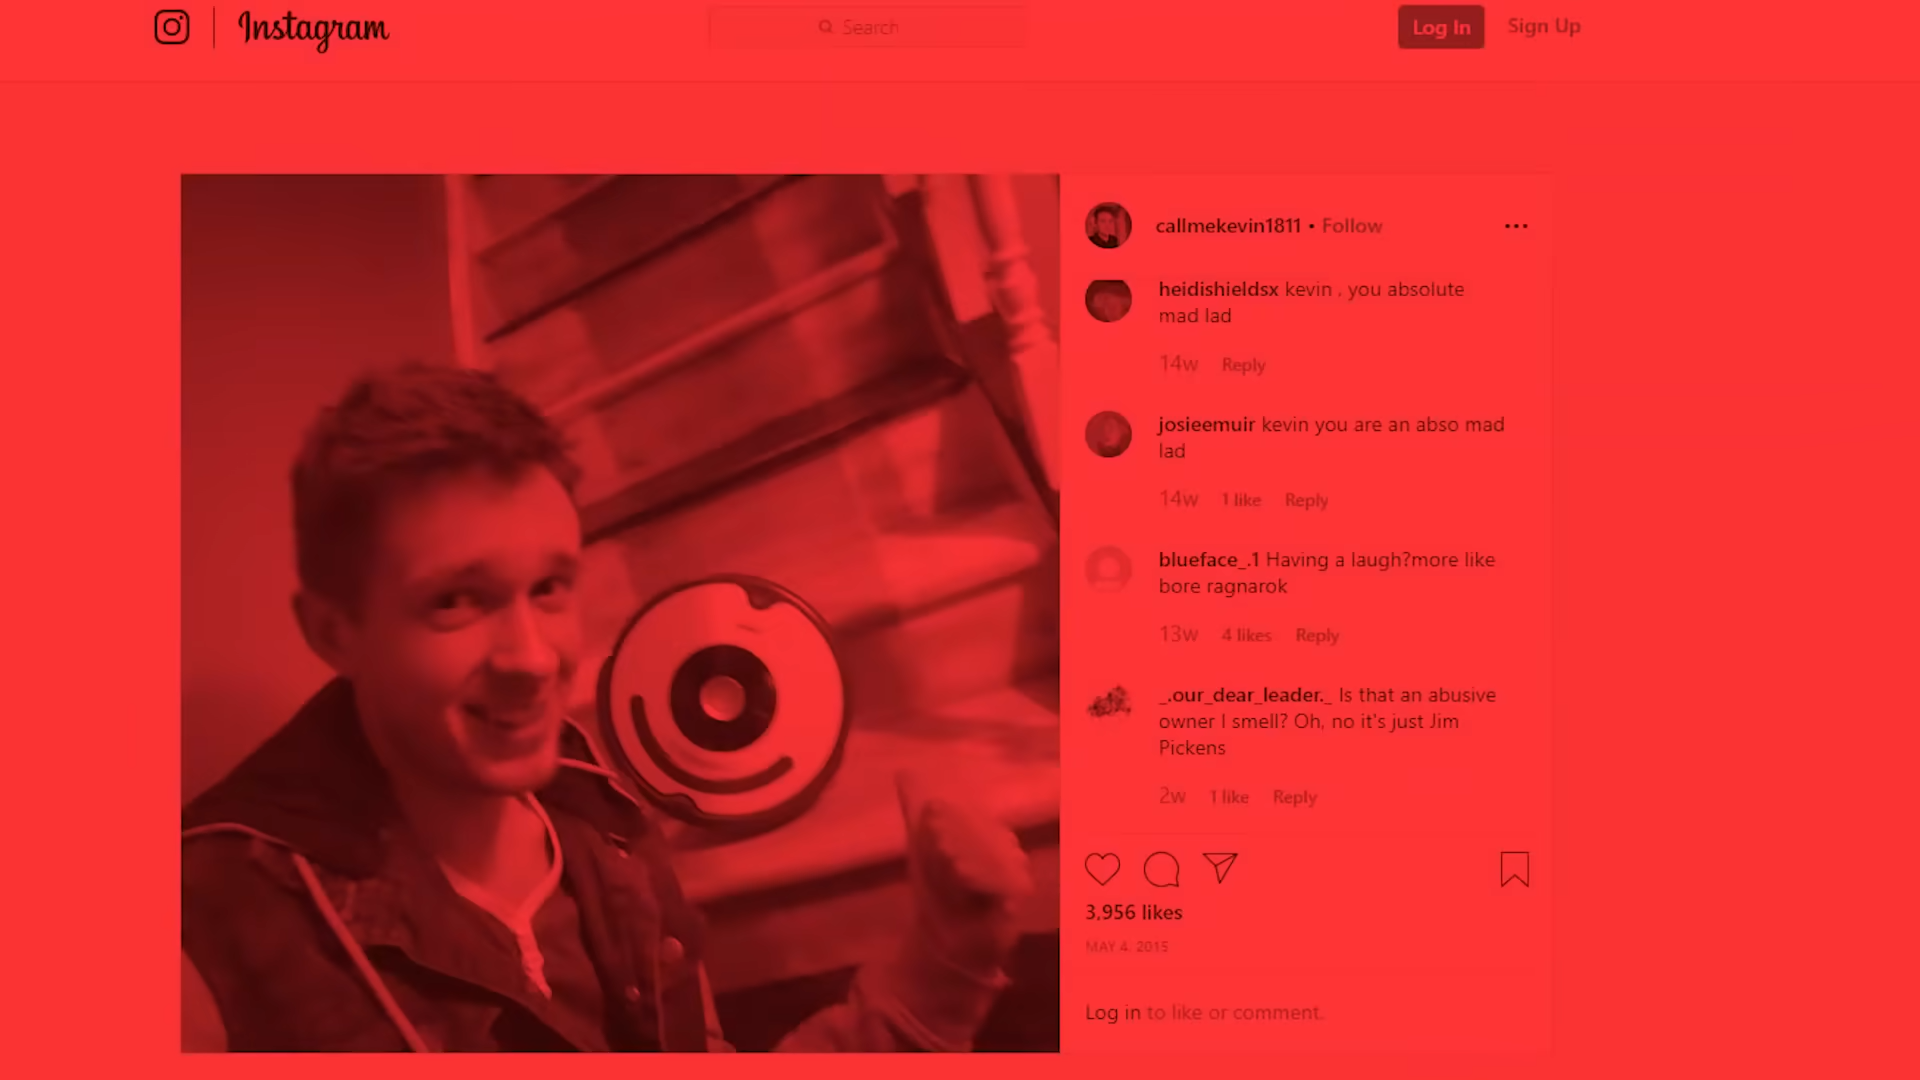 Instagram
Search
Log In
Sign Up
callmekevin1811 • Follow
heidishieldsx kevin , you absolute
mad lad
14w Reply
josieemuir kevin you are an abso mad
lad
14w 1 like Reply
blueface_.1 Having a laugh?more like
bore ragnarok
13w 4 likes Reply
_.our_dear_leader._ Is that an abusive
owner I smell? Oh, no it's just Jim
Pickens
2w 1 like Reply
3,956 likes
MAY 4, 2015
Log in to like or comment.